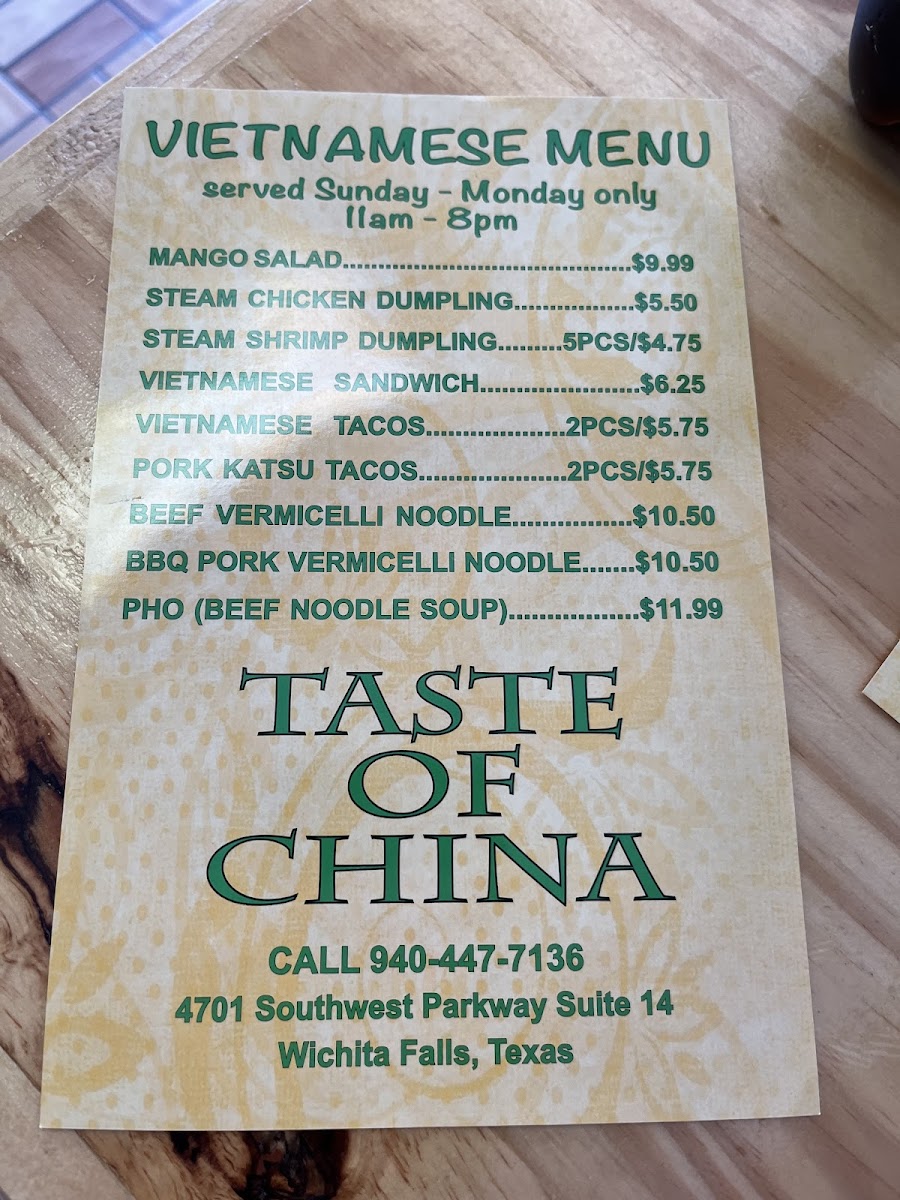 VIETNAMESE MENU
served Sunday - Monday only
11am - 8pm
MANGO SALAD.........................................$9.99
STEAM CHICKEN DUMPLING.................$5.50
STEAM SHRIMP DUMPLING.........5PCS/$4.75
VIETNAMESE SANDWICH.......................$6.25
VIETNAMESE TACOS....................2PCS/$5.75
PORK KATSU TACOS.....................2PCS/$5.75
BEEF VERMICELLI NOODLE.................$10.50
BBQ PORK VERMICELLI NOODLE.......$10.50
PHO (BEEF NOODLE SOUP)..................$11.99
TASTE
OF
CHINA
CALL 940-447-7136
4701 Southwest Parkway Suite 14
Wichita Falls, Texas